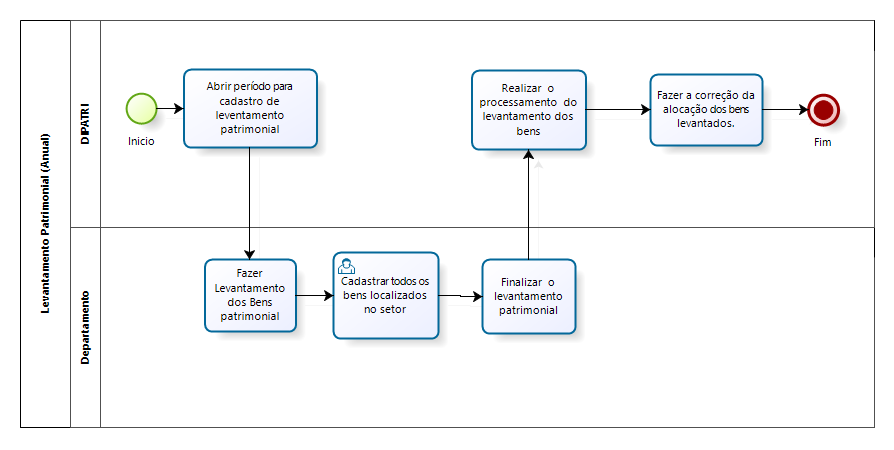 Levantamento Patrimonial (Anual)
DIPATRI
Inicio
Abrir período para
cadastro de
leventamento
patrimonial
Realizar o
processamento do
levantamento dos
bens
Fazer a correção da
alocação dos bens
levantados.
Fim
Departamento
Fazer
Levantamento
dos Bens
patrimonial
Cadastrar todos os
bens localizados
no setor
Finalizar o
levantamento
patrimonial